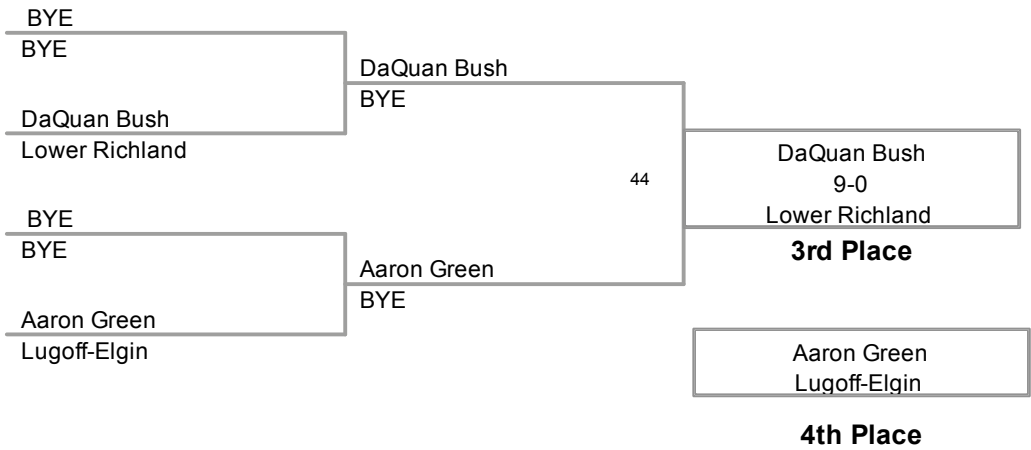 BYE
BYE
DaQuan Bush
BYE
DaQuan Bush
Lower Richland
44
DaQuan Bush
9-0
Lower Richland
3rd Place
BYE
BYE
Aaron Green
BYE
Aaron Green
Lugoff-Elgin
Aaron Green
Lugoff-Elgin
4th Place